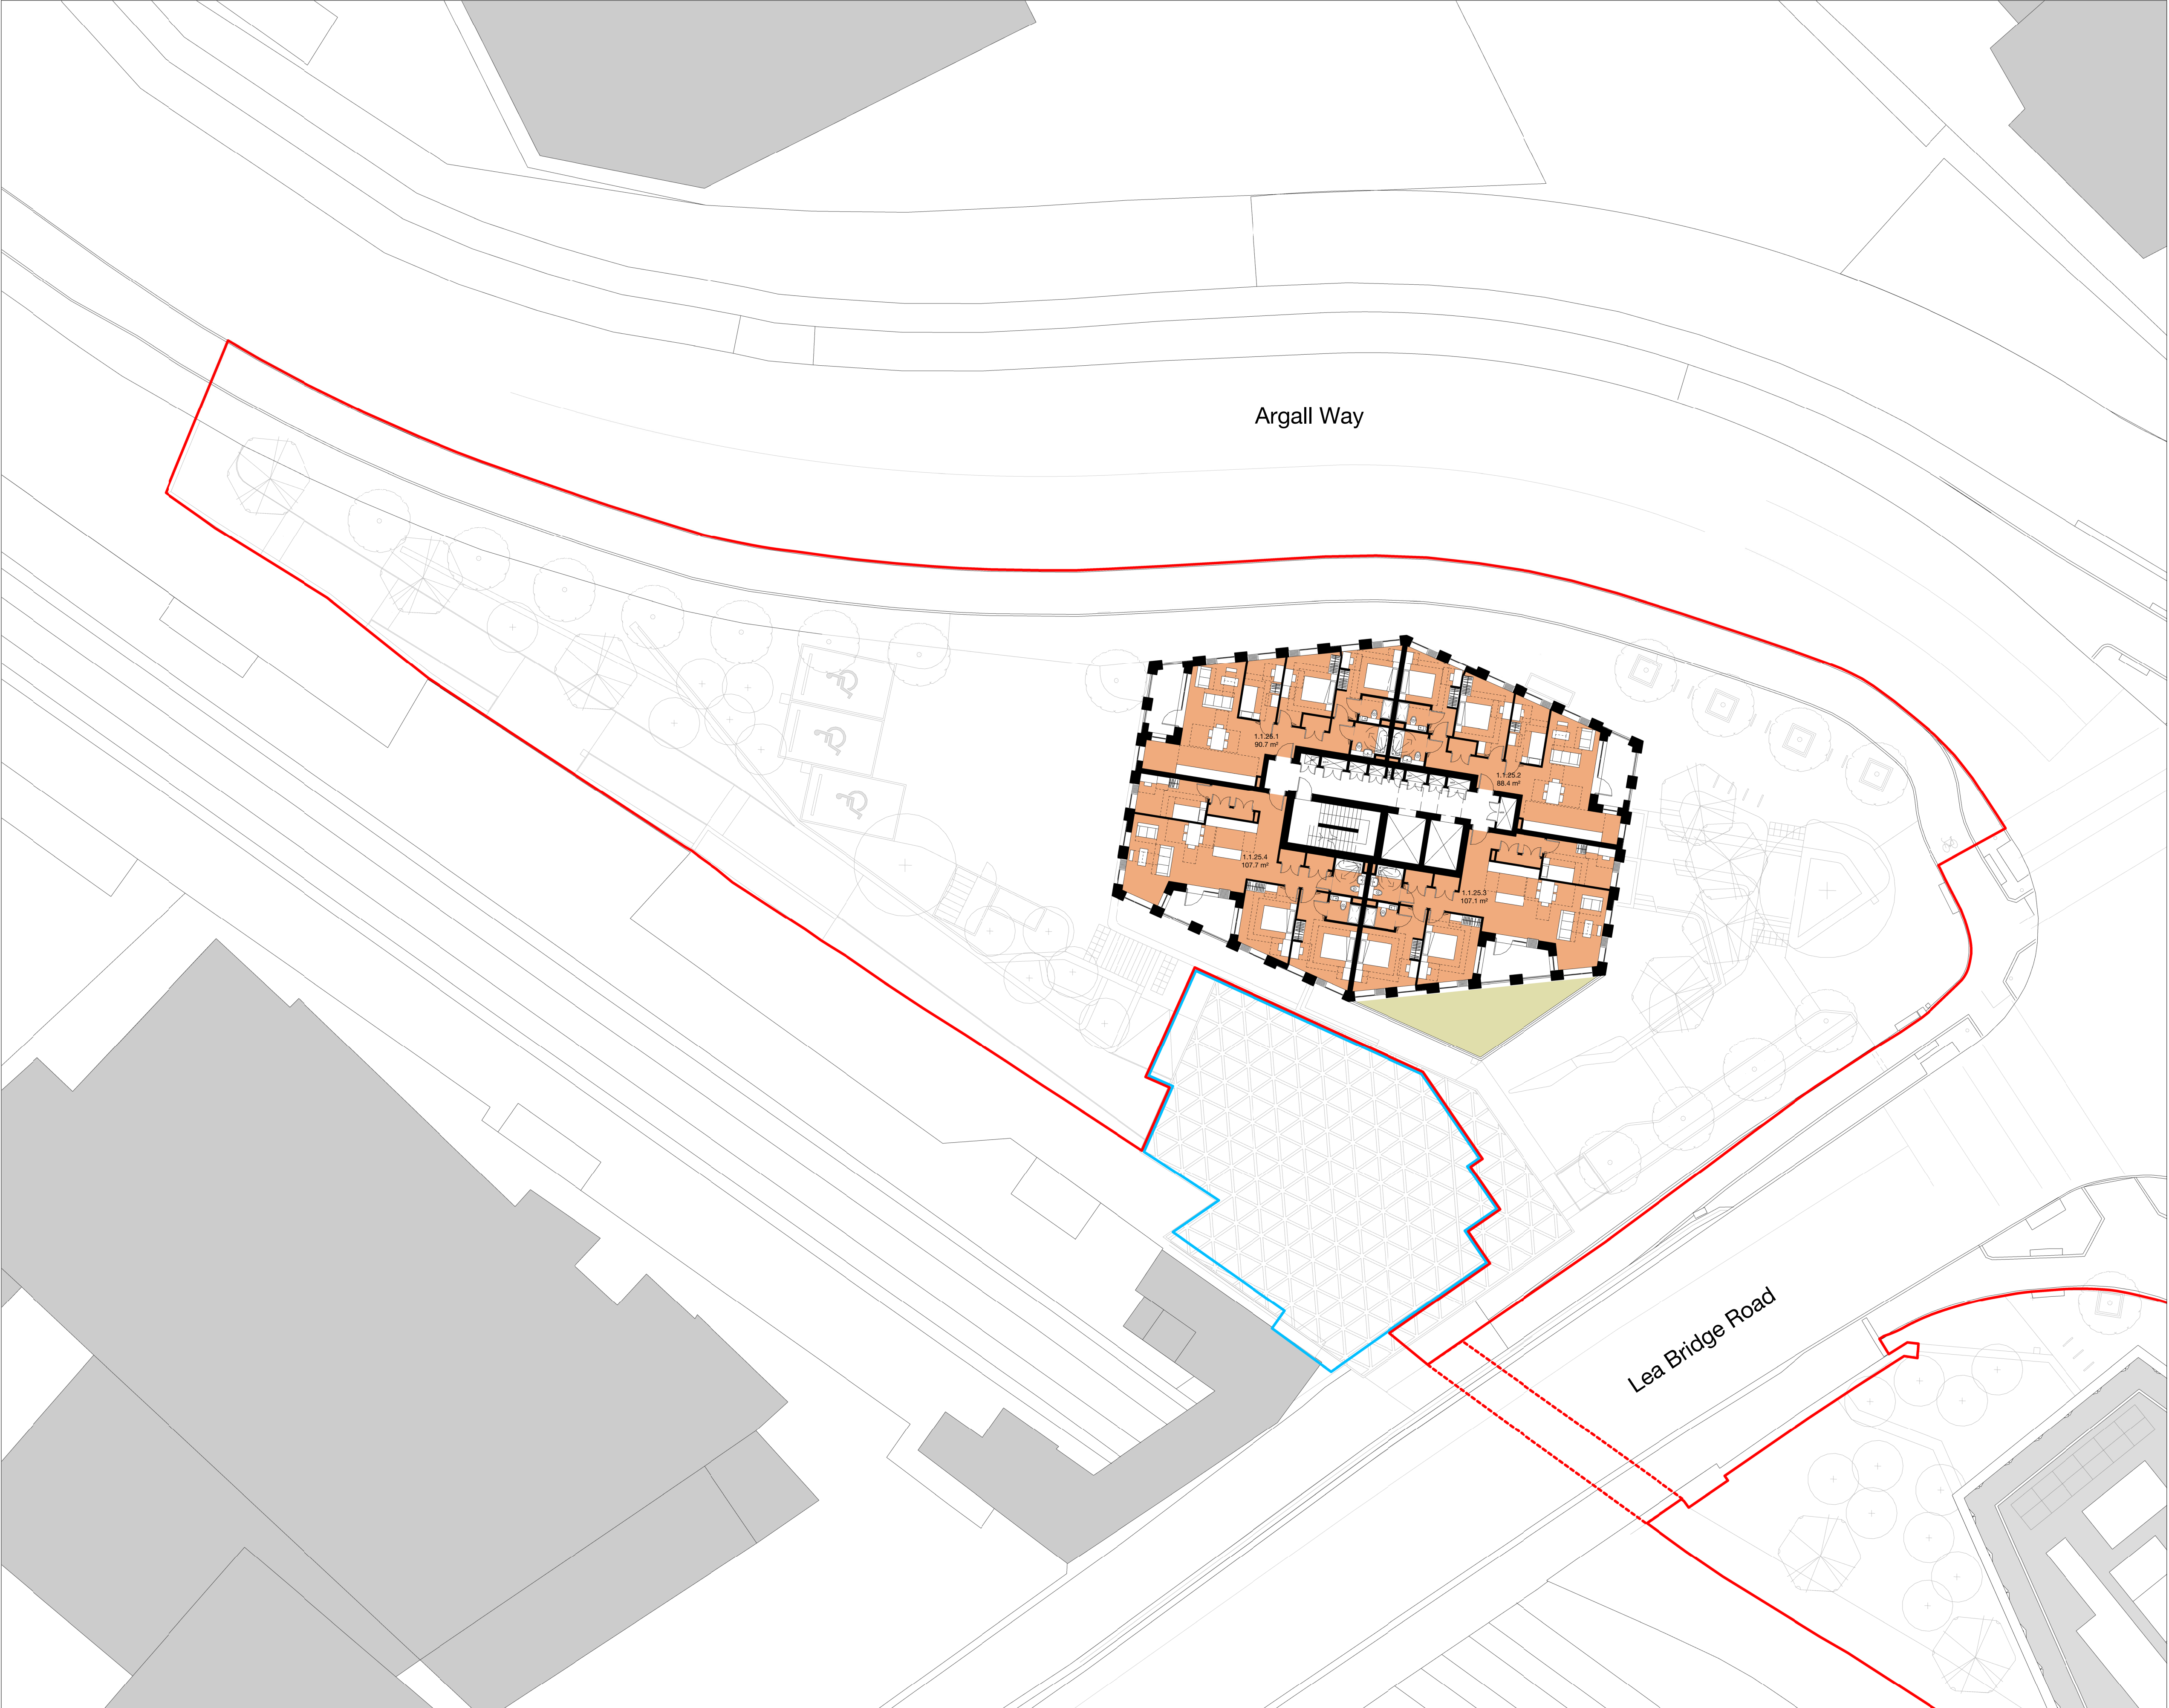 Argall Way
1.1.25.1
90.7 m²
1.1.25.2
88.4 m²
1.1.25.4
107.7 m²
1.1.25.3
107.1 m²
Lea Bridge Road